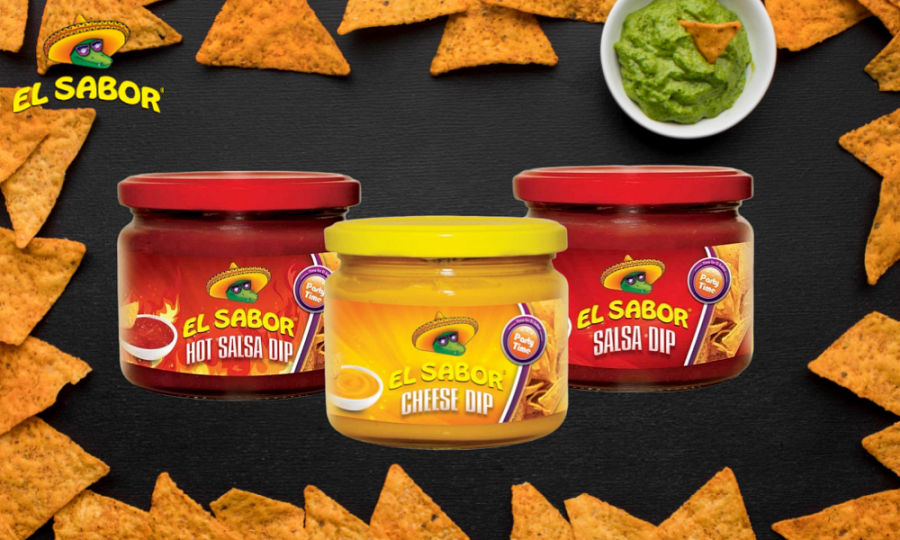 EL SABOR
EL SABOR
HOT SALSA DIP
Party
Time
EL SABOR
CHEESE DIP
Party
Time
EL SABOR
SALSA DIP
Party
Time